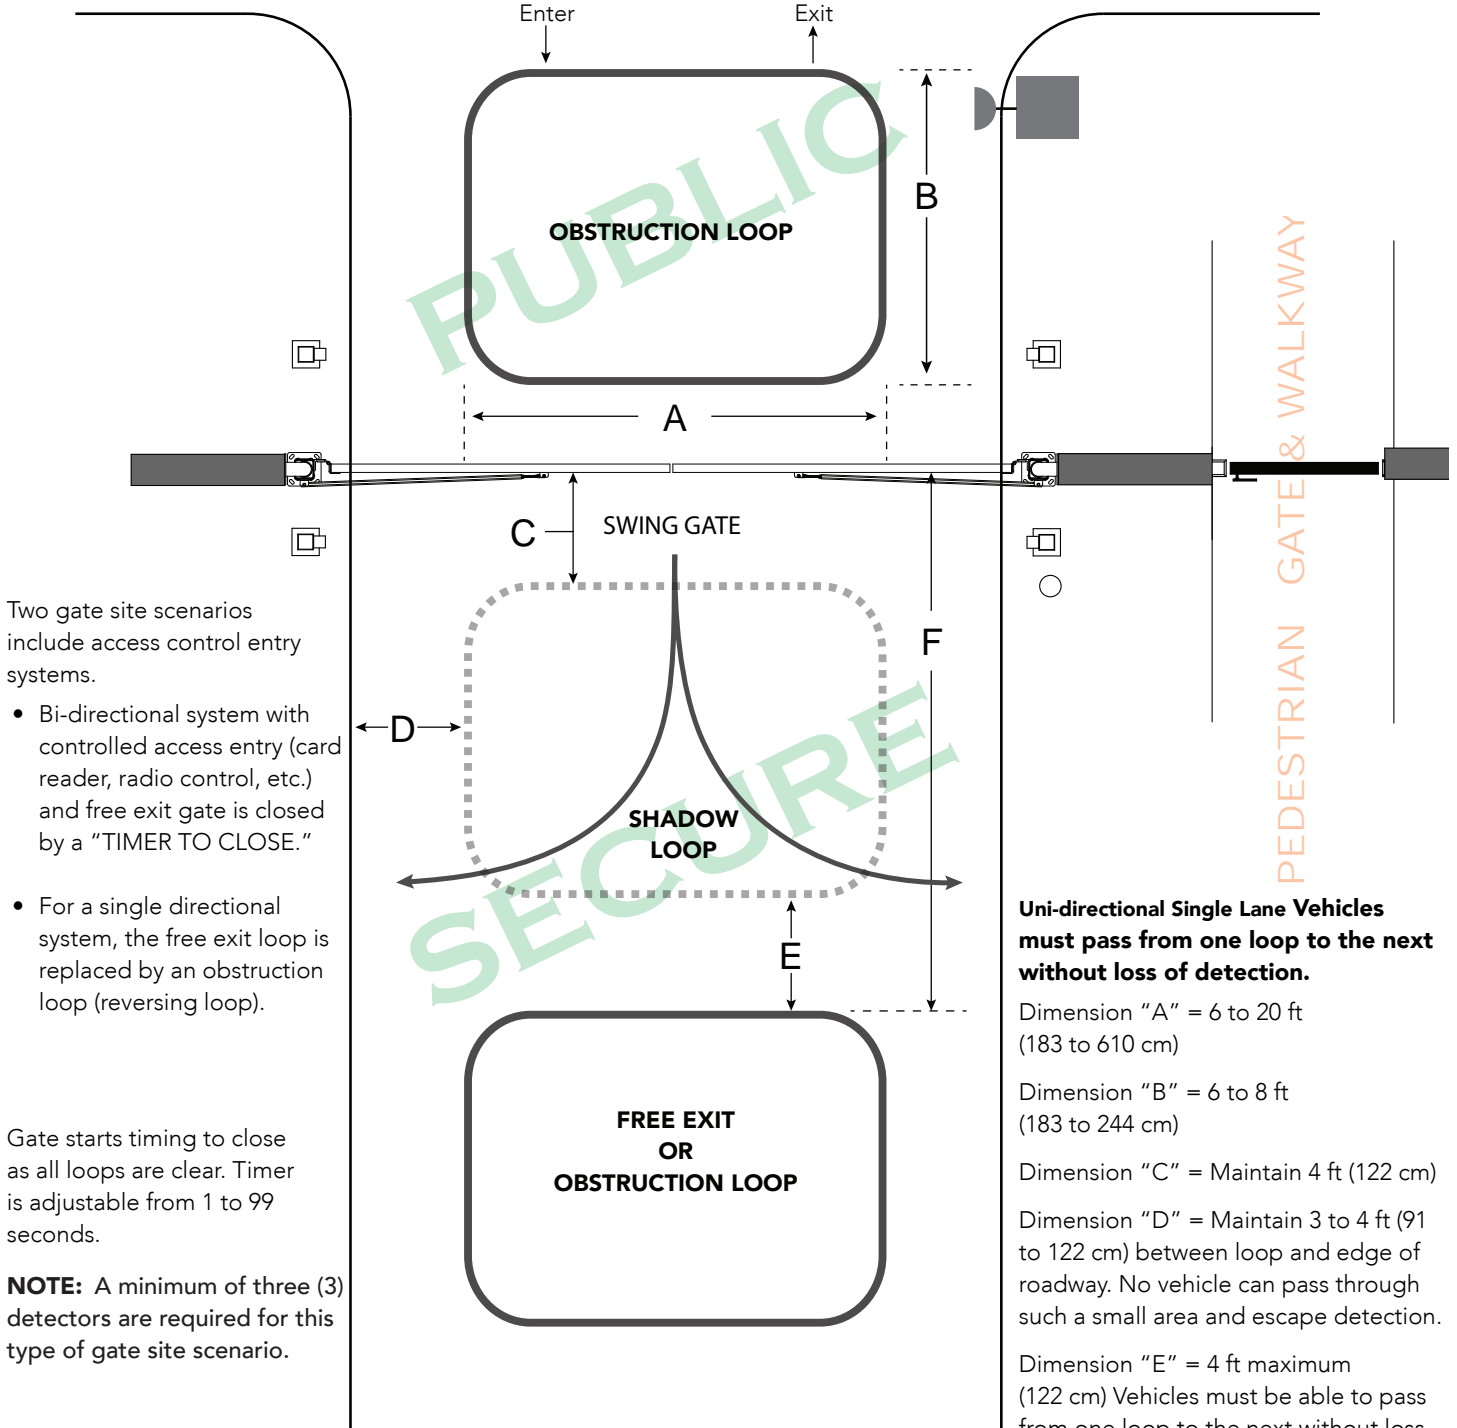 Enter
Exit
PUBLIC
OBSTRUCTION LOOP
B
A
C
SWING GATE
F
D
SHADOW
LOOP
SECURE
E
FREE EXIT
OR
OBSTRUCTION LOOP
PEDESTRIAN GATE & WALKWAY
Two gate site scenarios
include access control entry
systems.
• Bi-directional system with
controlled access entry (card
reader, radio control, etc.)
and free exit gate is closed
by a “TIMER TO CLOSE.”
• For a single directional
system, the free exit loop is
replaced by an obstruction
loop (reversing loop).
Gate starts timing to close
as all loops are clear. Timer
is adjustable from 1 to 99
seconds.
NOTE: A minimum of three (3)
detectors are required for this
type of gate site scenario.
Uni-directional Single Lane Vehicles
must pass from one loop to the next
without loss of detection.
Dimension “A” = 6 to 20 ft
(183 to 610 cm)
Dimension “B” = 6 to 8 ft
(183 to 244 cm)
Dimension “C” = Maintain 4 ft (122 cm)
Dimension “D” = Maintain 3 to 4 ft (91
to 122 cm) between loop and edge of
roadway. No vehicle can pass through
such a small area and escape detection.
Dimension “E” = 4 ft maximum
(122 cm) Vehicles must be able to pass
from one loop to the next without loss